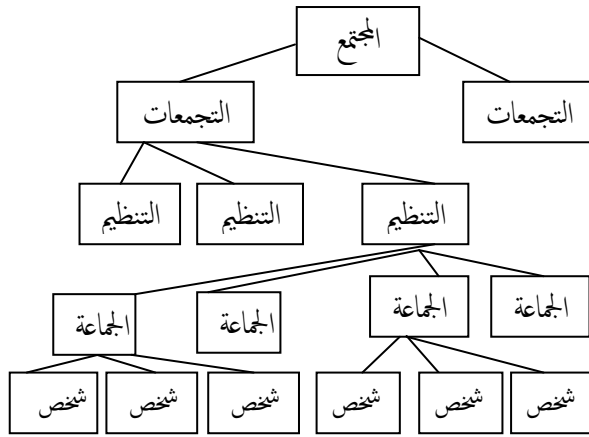 المجتمع
التجمعات
التجمعات
التنظيم
التنظيم
التنظيم
الجماعة
الجماعة
الجماعة
الجماعة
شخص
شخص
شخص
شخص
شخص
شخص